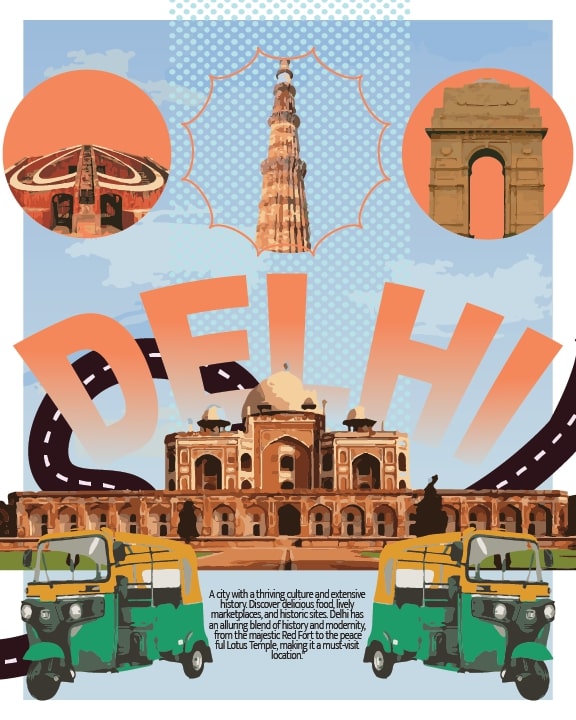 DELHI
A city with a thriving culture and extensive
history. Discover delicious food, lively
marketplaces, and historic sites. Delhi has
an alluring blend of history and modernity,
from the majestic Red Fort to the peace
ful Lotus Temple, making it a must-visit
location."